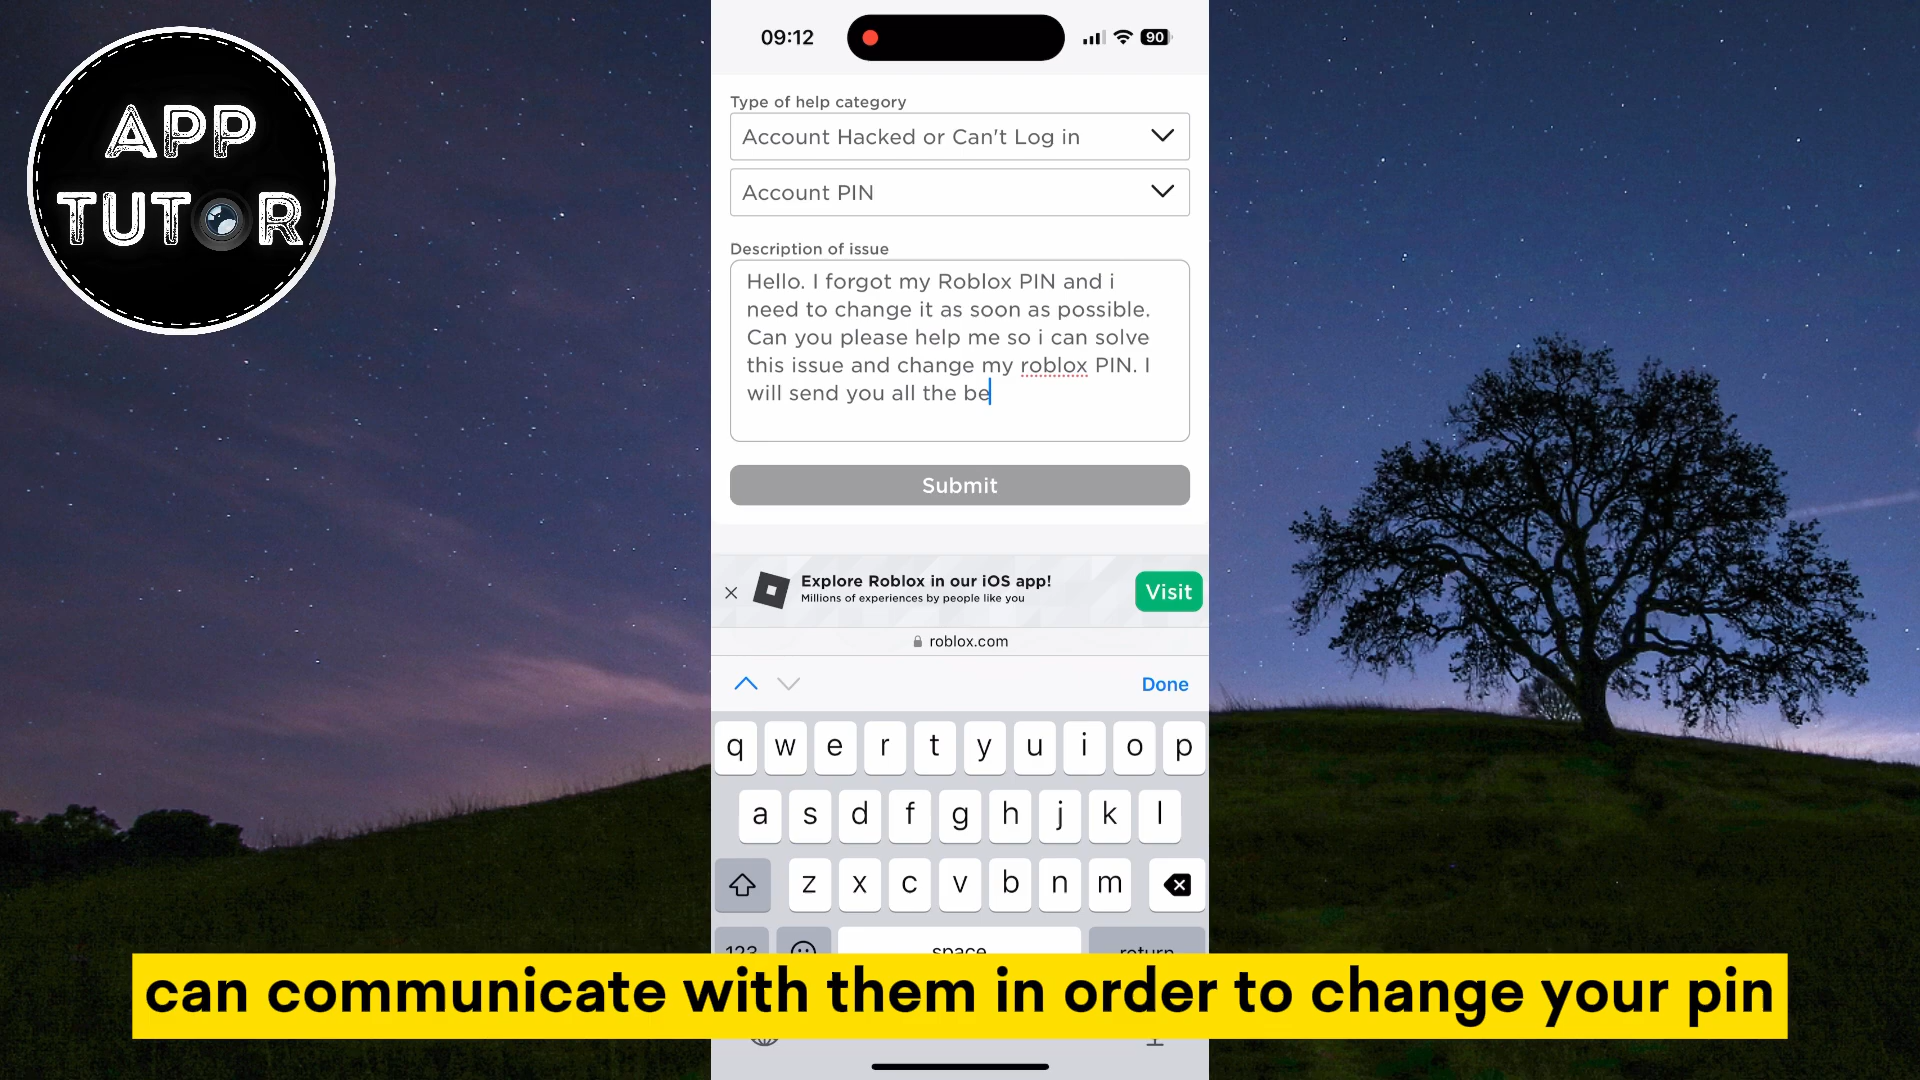 APP
TUTOR
09:12
90
Type of help category
Account Hacked or Can't Log in
Account PIN
Description of issue
Hello. I forgot my Roblox PIN and i
need to change it as soon as possible.
Can you please help me so i can solve
this issue and change my roblox PIN. I
will send you all the be
Submit
Explore Roblox in our iOS app!
Millions of experiences by people like you
Visit
roblox.com
Done
q w e r t y u i o p
a s d f g h j k l
z x c v b n m
123 space return
can communicate with them in order to change your pin